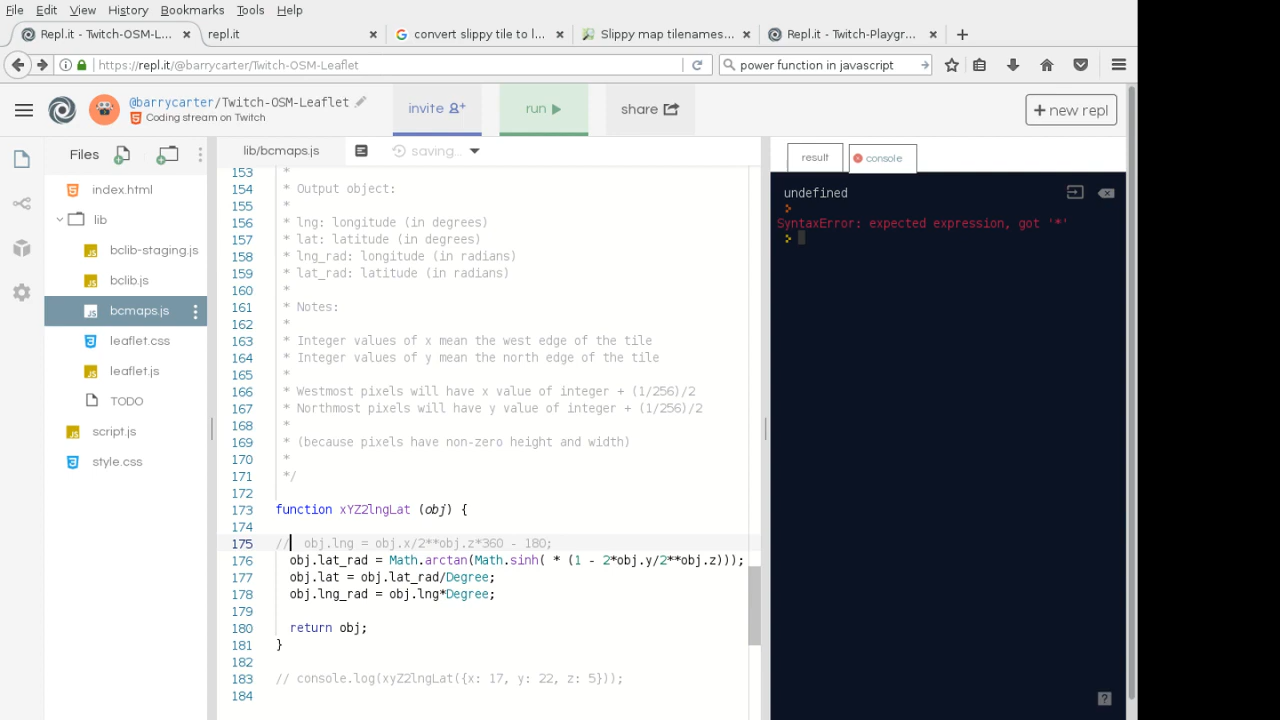 File Edit View History Bookmarks Tools Help
Repl.it - Twitch-OSM-L... × repl.it × convert slippy tile to l... × Slippy map tilenames... × Repl.it - Twitch-Playgr... × +
https://repl.it/@barrycarter/Twitch-OSM-Leaflet power function in javascript
@barrycarter/Twitch-OSM-Leaflet
Coding stream on Twitch
invite
run
share
+ new repl
Files
index.html
lib
bclib-staging.js
bclib.js
bcmaps.js
leaflet.css
leaflet.js
TODO
script.js
style.css
lib/bcmaps.js saving...
153 *
154 * Output object:
155 *
156 * lng: longitude (in degrees)
157 * lat: latitude (in degrees)
158 * lng_rad: longitude (in radians)
159 * lat_rad: latitude (in radians)
160 *
161 * Notes:
162 *
163 * Integer values of x mean the west edge of the tile
164 * Integer values of y mean the north edge of the tile
165 *
166 * Westmost pixels will have x value of integer + (1/256)/2
167 * Northmost pixels will have y value of integer + (1/256)/2
168 *
169 * (because pixels have non-zero height and width)
170 *
171 */
172
173 function xYZ2lngLat (obj) {
174
175 // obj.lng = obj.x/2**obj.z*360 - 180;
176 obj.lat_rad = Math.arctan(Math.sinh( * (1 - 2*obj.y/2**obj.z)));
177 obj.lat = obj.lat_rad/Degree;
178 obj.lng_rad = obj.lng*Degree;
179
180 return obj;
181 }
182
183 // console.log(xyZ2lngLat({x: 17, y: 22, z: 5}));
184
result console
undefined
>
SyntaxError: expected expression, got '*'
>
?